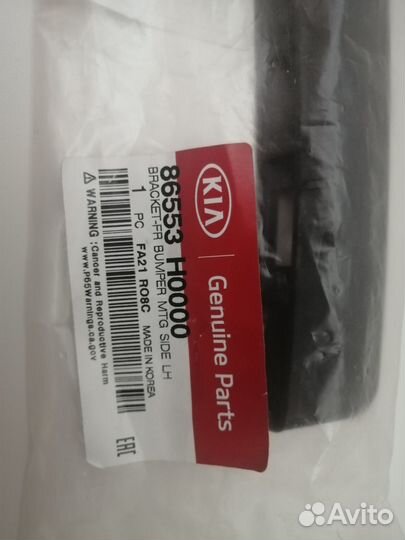 KIA
Genuine Parts
86553 H0000
BRACKET-FR BUMPER MTG SIDE LH
1 PC FA21 RO8C MADE IN KOREA
WARNING :Cancer and Reproductive Harm
www.P65Warnings.ca.gov
EAC
Avito